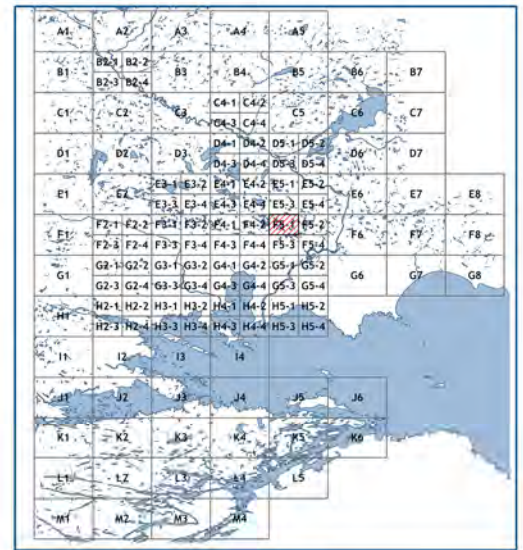 A1 A2 A3 A4 A5
B2-1 B2-2
B1 B3 B4 B5 B6 B7
B2-3 B2-4
C4-1 C4-2
C1 C2 C3 C5 C6 C7
C4-3 C4-4
D4-1 D4-2 D5-1 D5-2
D1 D2 D3 D6 D7
D4-3 D4-4 D5-3 D5-4
E3-1 E3-2 E4-1 E4-2 E5-1 E5-2
E1 E2 E6 E7 E8
E3-3 E3-4 E4-3 E4-4 E5-3 E5-4
F2-1 F2-2 F3-1 F3-2 F4-1 F4-2 F5-1 F5-2
F1 F6 F7 F8
F2-3 F2-4 F3-3 F3-4 F4-3 F4-4 F5-3 F5-4
G2-1 G2-2 G3-1 G3-2 G4-1 G4-2 G5-1 G5-2
G1 G6 G7 G8
G2-3 G2-4 G3-3 G3-4 G4-3 G4-4 G5-3 G5-4
H2-1 H2-2 H3-1 H3-2 H4-1 H4-2 H5-1 H5-2
H1
H2-3 H2-4 H3-3 H3-4 H4-3 H4-4 H5-3 H5-4
I1 I2 I3 I4
J1 J2 J3 J4 J5 J6
K1 K2 K3 K4 K5 K6
L1 L2 L3 L4 L5
M1 M2 M3 M4